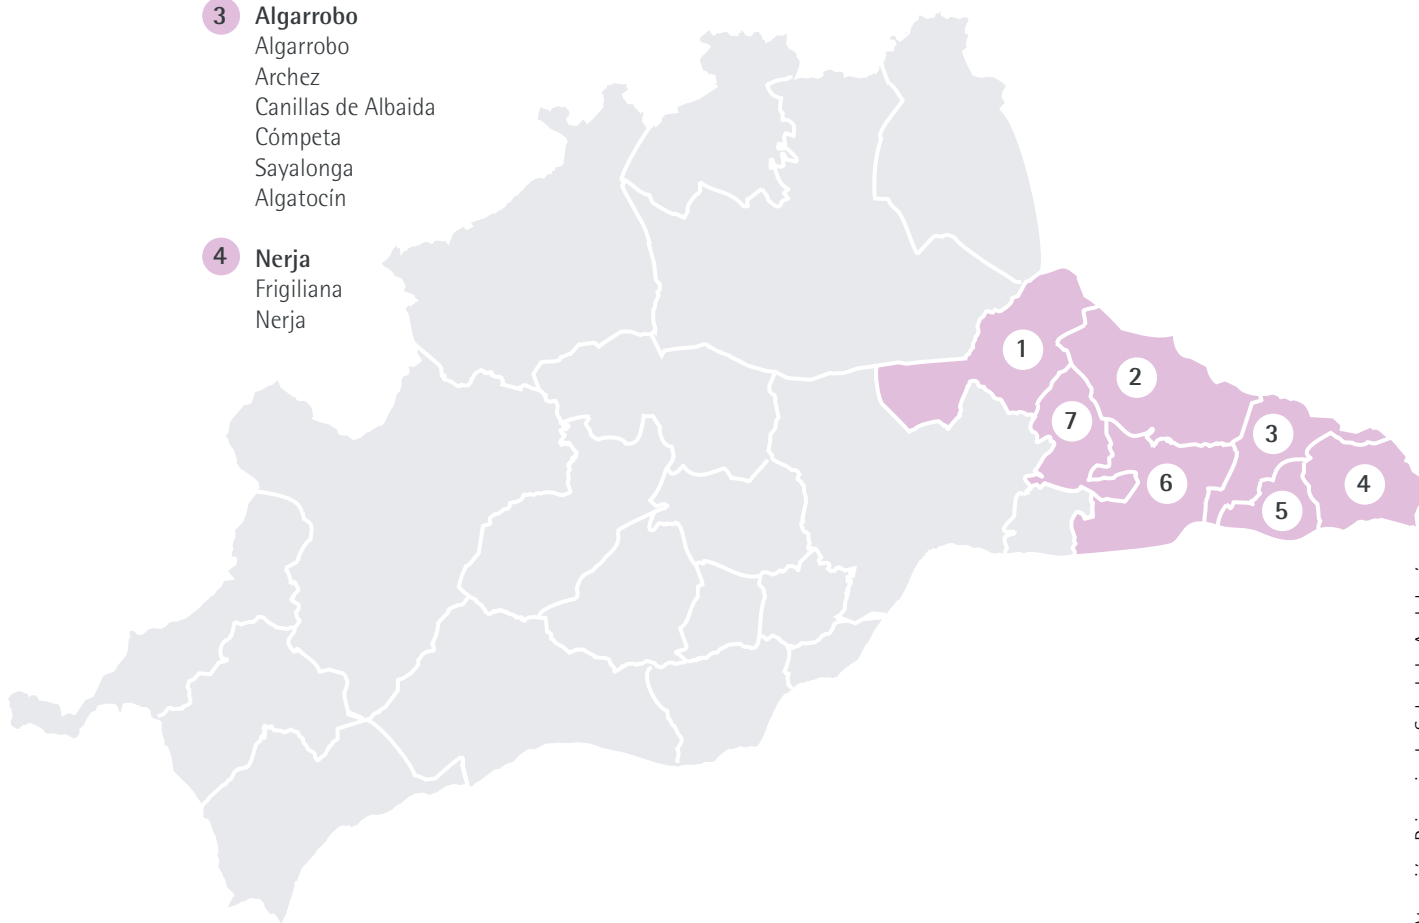 3 Algarrobo
Algarrobo
Archez
Canillas de Albaida
Cómpeta
Sayalonga
Algatocín
4 Nerja
Frigiliana
Nerja
1
2
7
3
6
4
5